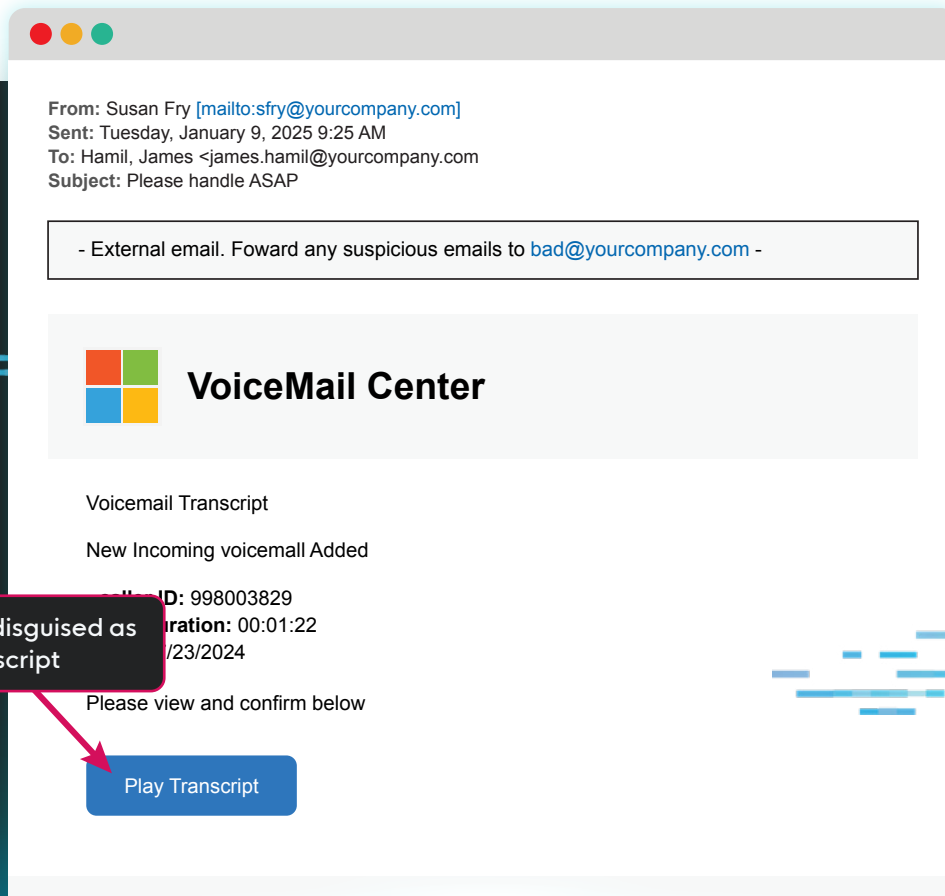 From: Susan Fry [mailto:sfry@yourcompany.com]
Sent: Tuesday, January 9, 2025 9:25 AM
To: Hamil, James <james.hamil@yourcompany.com
Subject: Please handle ASAP
- External email. Foward any suspicious emails to bad@yourcompany.com -
VoiceMail Center
Voicemail Transcript
New Incoming voicemall Added
ID: 998003829
uration: 00:01:22
/23/2024
disguised as
script
Please view and confirm below
Play Transcript